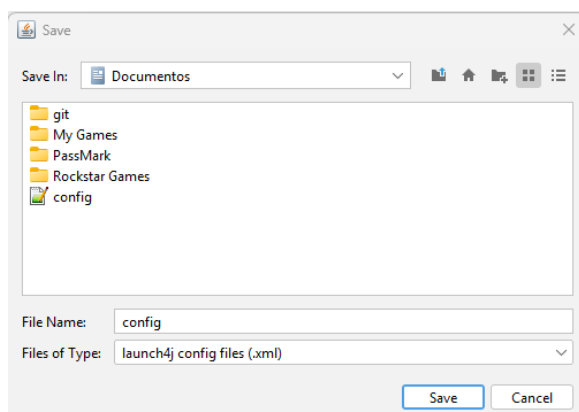 Save
Save In: Documentos
git
My Games
PassMark
Rockstar Games
config
File Name: config
Files of Type: launch4j config files (.xml)
Save Cancel